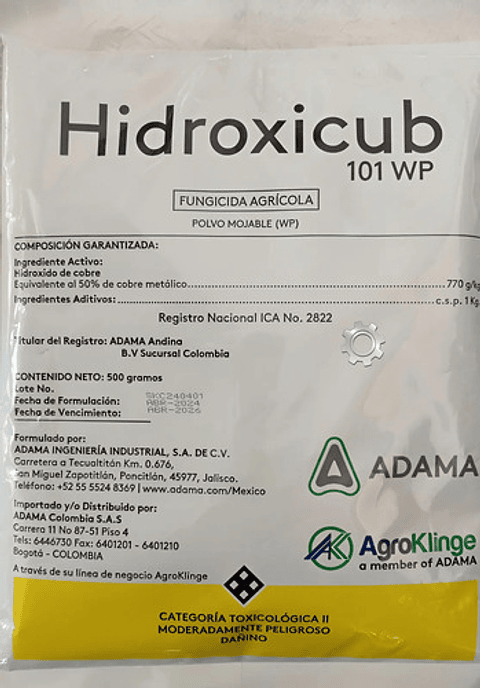 Hidroxicub
101 WP
FUNGICIDA AGRÍCOLA
POLVO MOJABLE (WP)
COMPOSICIÓN GARANTIZADA:
Ingrediente Activo:
Hidroxido de cobre
Equivalente al 50% de cobre metálico........................................................770 g/kg
Ingredientes Aditivos:........................................................................c.s.p. 1 Kg.
Registro Nacional ICA No. 2822
Titular del Registro: ADAMA Andina
B.V Sucursal Colombia
CONTENIDO NETO: 500 gramos
Lote No. SKC240401
Fecha de Formulación: ABR-2024
Fecha de Vencimiento: ABR-2026
Formulado por:
ADAMA INGENIERÍA INDUSTRIAL, S.A. DE C.V.
Carretera a Tecualtitán Km. 0.676,
San Miguel Zapotitlán, Poncitlán, 45977, Jalisco.
Teléfono: +52 55 5524 8369 | www.adama.com/Mexico
ADAMA
Importado y/o Distribuido por:
ADAMA Colombia S.A.S
Carrera 11 No 87-51 Piso 4
Tels: 6446730 Fax: 6401201 - 6401210
Bogotá - COLOMBIA
AK AgroKlinge
a member of ADAMA
A través de su línea de negocio AgroKlinge
CATEGORÍA TOXICOLÓGICA II
MODERADAMENTE PELIGROSO
DAÑINO